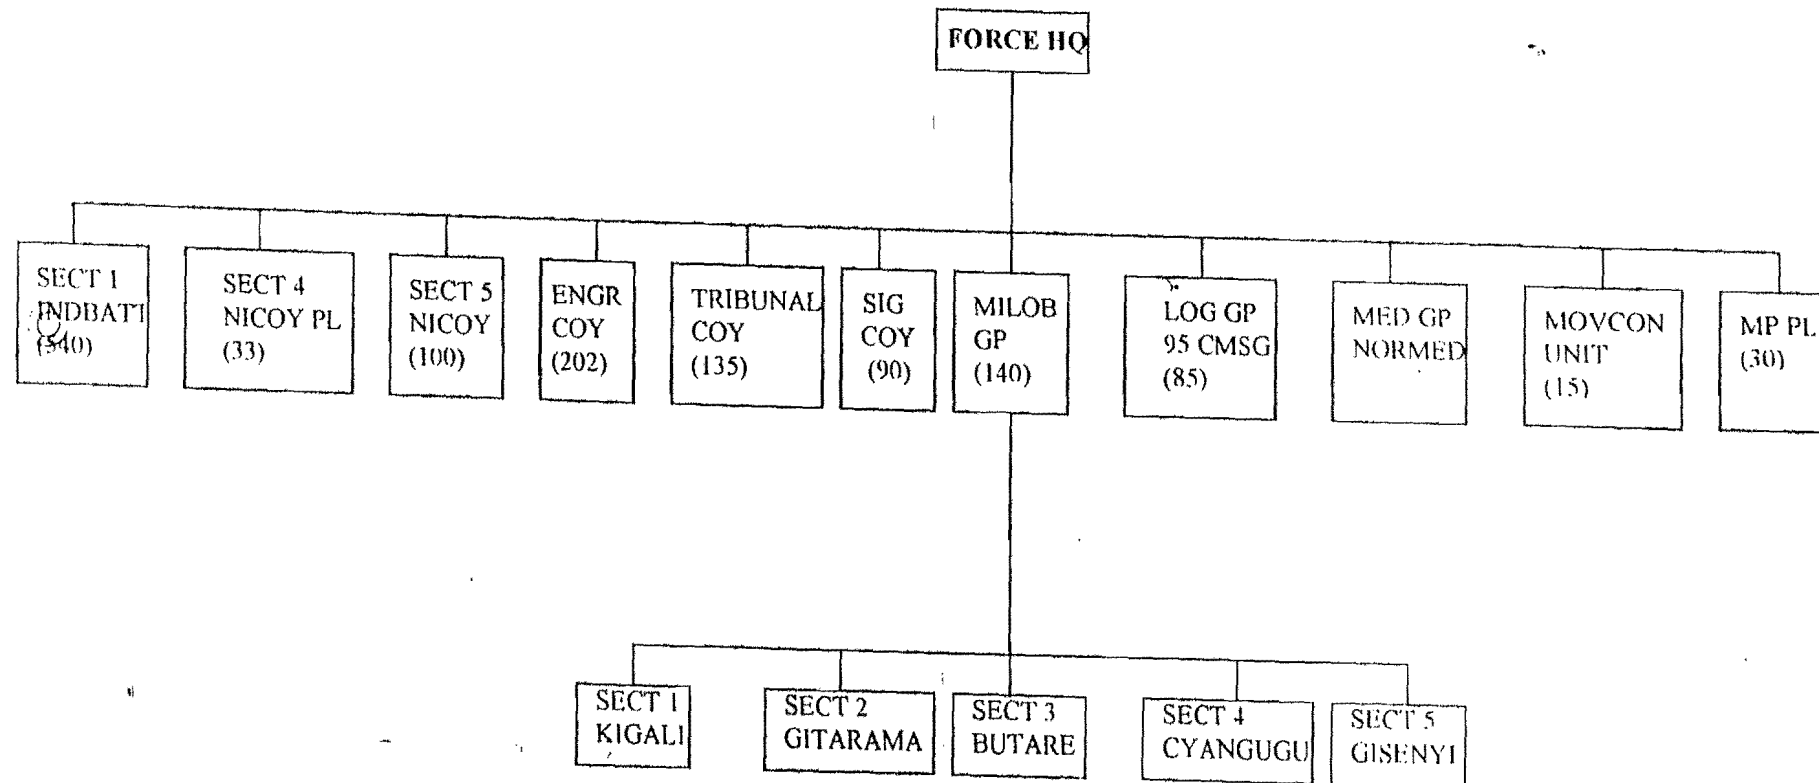 FORCE HQ
SECT 1
INDBATT
(540)
SECT 4
NICOY PL
(33)
SECT 5
NICOY
(100)
ENGR
COY
(202)
TRIBUNAL
COY
(135)
SIG
COY
(90)
MILOB
GP
(140)
LOG GP
95 CMSG
(85)
MED GP
NORMED
MOVCON
UNIT
(15)
MP PL
(30)
SECT 1
KIGALI
SECT 2
GITARAMA
SECT 3
BUTARE
SECT 4
CYANGUGU
SECT 5
GISENYI